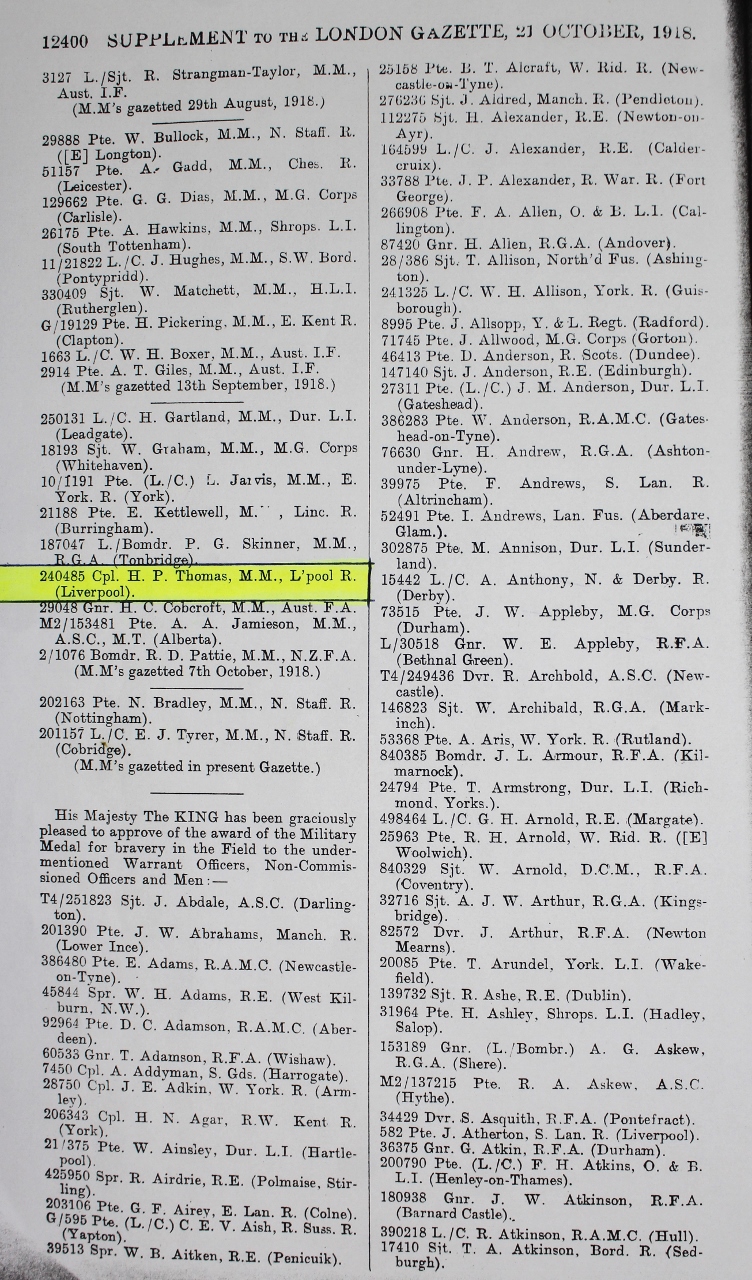 12400 SUPPLEMENT TO THE LONDON GAZETTE, 21 OCTOBER, 1918.
3127 L./Sjt. R. Strangman-Taylor, M.M.,
Aust. I.F.
(M.M's gazetted 29th August, 1918.)
29888 Pte. W. Bullock, M.M., N. Staff. R.
([E] Longton).
51157 Pte. A. Gadd, M.M., Ches. R.
(Leicester).
129662 Pte. G. G. Dias, M.M., M.G. Corps
(Carlisle).
26175 Pte. A. Hawkins, M.M., Shrops. L.I.
(South Tottenham).
11/21822 L./C. J. Hughes, M.M., S.W. Bord.
(Pontypridd).
330409 Sjt. W. Matchett, M.M., H.L.I.
(Rutherglen).
G/19129 Pte. H. Pickering, M.M., E. Kent R.
(Clapton).
1663 L./C. W. H. Boxer, M.M., Aust. I.F.
2914 Pte. A. T. Giles, M.M., Aust. I.F.
(M.M's gazetted 13th September, 1918.)
250131 L./C. H. Gartland, M.M., Dur. L.I.
(Leadgate).
18193 Sjt. W. Graham, M.M., M.G. Corps
(Whitehaven).
10/1191 Pte. (L./C.) L. Jarvis, M.M., E.
York. R. (York).
21188 Pte. E. Kettlewell, M. , Linc. R.
(Burringham).
187047 L./Bomdr. P. G. Skinner, M.M.,
R.G.A. (Tonbridge).
240485 Cpl. H. P. Thomas, M.M., L'pool R.
(Liverpool).
29048 Gnr. H. C. Cobcroft, M.M., Aust. F.A.
M2/153481 Pte. A. A. Jamieson, M.M.,
A.S.C., M.T. (Alberta).
2/1076 Bomdr. R. D. Pattie, M.M., N.Z.F.A.
(M.M's gazetted 7th October, 1918.)
202163 Pte. N. Bradley, M.M., N. Staff. R.
(Nottingham).
201157 L./C. E. J. Tyrer, M.M., N. Staff. R.
(Cobridge).
(M.M's gazetted in present Gazette.)
His Majesty The KING has been graciously
pleased to approve of the award of the Military
Medal for bravery in the Field to the under-
mentioned Warrant Officers, Non-Commis-
sioned Officers and Men:—
T4/251823 Sjt. J. Abdale, A.S.C. (Darling-
ton).
201390 Pte. J. W. Abrahams, Manch. R.
(Lower Ince).
386480 Pte. E. Adams, R.A.M.C. (Newcastle-
on-Tyne).
45844 Spr. W. H. Adams, R.E. (West Kil-
burn, N.W.).
92964 Pte. D. C. Adamson, R.A.M.C. (Aber-
deen).
60533 Gnr. T. Adamson, R.F.A. (Wishaw).
7450 Cpl. A. Addyman, S. Gds. (Harrogate).
28750 Cpl. J. E. Adkin, W. York. R. (Arm-
ley).
206343 Cpl. H. N. Agar, R.W. Kent R.
(York).
21/375 Pte. W. Ainsley, Dur. L.I. (Hartle-
pool).
425950 Spr. R. Airdrie, R.E. (Polmaise, Stir-
ling).
203106 Pte. G. F. Airey, E. Lan. R. (Colne).
G/595 Pte. (L./C.) C. E. V. Aish, R. Suss. R.
(Yapton).
39513 Spr. W. B. Aitken, R.E. (Penicuik).
25158 Pte. B. T. Alcraft, W. Rid. R. (New-
castle-on-Tyne).
276236 Sjt. J. Aldred, Manch. R. (Pendleton).
112275 Sjt. H. Alexander, R.E. (Newton-on-
Ayr).
164599 L./C. J. Alexander, R.E. (Calder-
cruix).
33788 Pte. J. P. Alexander, R. War. R. (Fort
George).
266908 Pte. F. A. Allen, O. & B. L.I. (Cal-
lington).
87420 Gnr. H. Allen, R.G.A. (Andover).
28/386 Sjt. T. Allison, North'd Fus. (Ashing-
ton).
241325 L./C. W. H. Allison, York. R. (Guis-
borough).
8995 Pte. J. Allsopp, Y. & L. Regt. (Radford).
71745 Pte. J. Allwood, M.G. Corps (Gorton).
46413 Pte. D. Anderson, R. Scots. (Dundee).
147140 Sjt. J. Anderson, R.E. (Edinburgh).
27311 Pte. (L./C.) J. M. Anderson, Dur. L.I.
(Gateshead).
386283 Pte. W. Anderson, R.A.M.C. (Gates-
head-on-Tyne).
76630 Gnr. H. Andrew, R.G.A. (Ashton-
under-Lyne).
39975 Pte. F. Andrews, S. Lan. R.
(Altrincham).
52491 Pte. I. Andrews, Lan. Fus. (Aberdare,
Glam.).
302875 Pte. M. Annison, Dur. L.I. (Sunder-
land).
15442 L./C. A. Anthony, N. & Derby. R.
(Derby).
73515 Pte. J. W. Appleby, M.G. Corps
(Durham).
L/30518 Gnr. W. E. Appleby, R.F.A.
(Bethnal Green).
T4/249436 Dvr. R. Archbold, A.S.C. (New-
castle).
146823 Sjt. W. Archibald, R.G.A. (Mark-
inch).
53368 Pte. A. Aris, W. York. R. (Rutland).
840385 Bomdr. J. L. Armour, R.F.A. (Kil-
marnock).
24794 Pte. T. Armstrong, Dur. L.I. (Rich-
mond, Yorks.).
498464 L./C. G. H. Arnold, R.E. (Margate).
25963 Pte. R. H. Arnold, W. Rid. R. ([E]
Woolwich).
840329 Sjt. W. Arnold, D.C.M., R.F.A.
(Coventry).
32716 Sjt. A. J. W. Arthur, R.G.A. (Kings-
bridge).
82572 Dvr. J. Arthur, R.F.A. (Newton
Mearns).
20085 Pte. T. Arundel, York. L.I. (Wake-
field).
139732 Sjt. R. Ashe, R.E. (Dublin).
31964 Pte. H. Ashley, Shrops. L.I. (Hadley,
Salop).
153189 Gnr. (L./Bombr.) A. G. Askew,
R.G.A. (Shere).
M2/137215 Pte. R. A. Askew, A.S.C.
(Hythe).
34429 Dvr. S. Asquith, R.F.A. (Pontefract).
582 Pte. J. Atherton, S. Lan. R. (Liverpool).
36375 Gnr. G. Atkin, R.F.A. (Durham).
200790 Pte. (L./C.) F. H. Atkins, O. & B.
L.I. (Henley-on-Thames).
180938 Gnr. J. W. Atkinson, R.F.A.
(Barnard Castle).
390218 L./C. R. Atkinson, R.A.M.C. (Hull).
17410 Sjt. T. A. Atkinson, Bord. R. (Sed-
burgh).